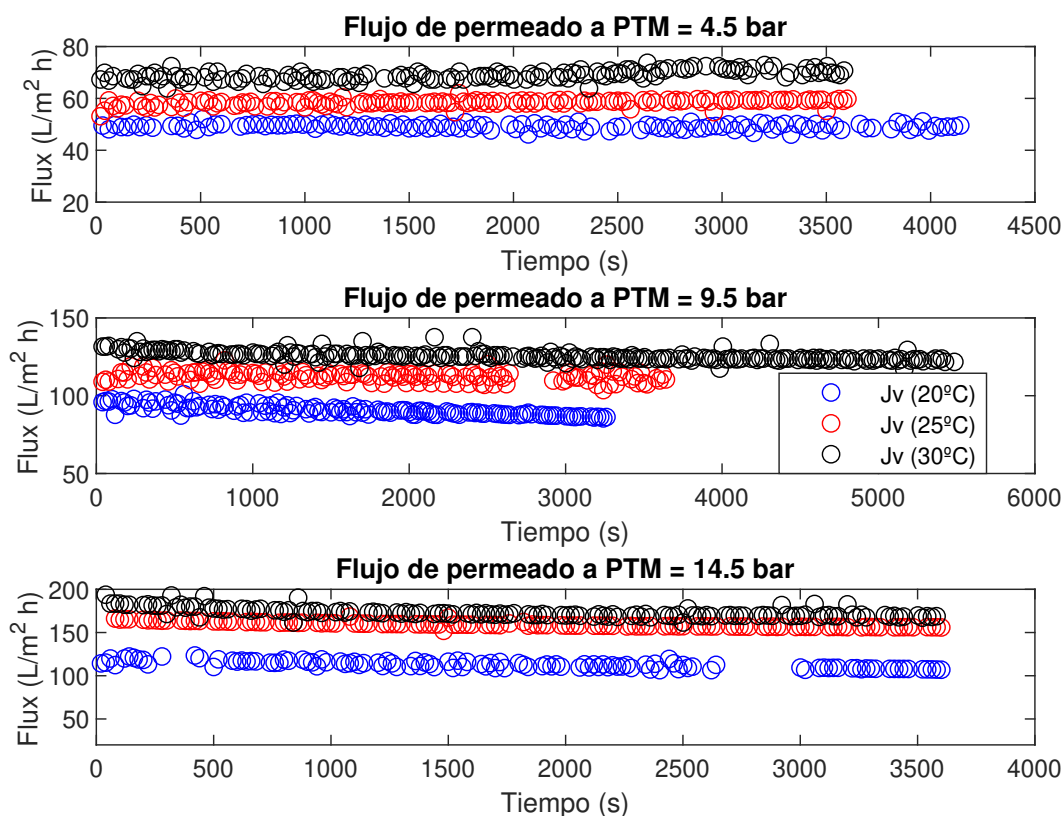 Flujo de permeado a PTM = 4.5 bar
80
60
40
20
Flux (L/m² h)
0 500 1000 1500 2000 2500 3000 3500 4000 4500
Tiempo (s)
Flujo de permeado a PTM = 9.5 bar
150
100
50
Flux (L/m² h)
Jv (20ºC)
Jv (25ºC)
Jv (30ºC)
0 1000 2000 3000 4000 5000 6000
Tiempo (s)
Flujo de permeado a PTM = 14.5 bar
200
150
100
50
Flux (L/m² h)
0 500 1000 1500 2000 2500 3000 3500 4000
Tiempo (s)